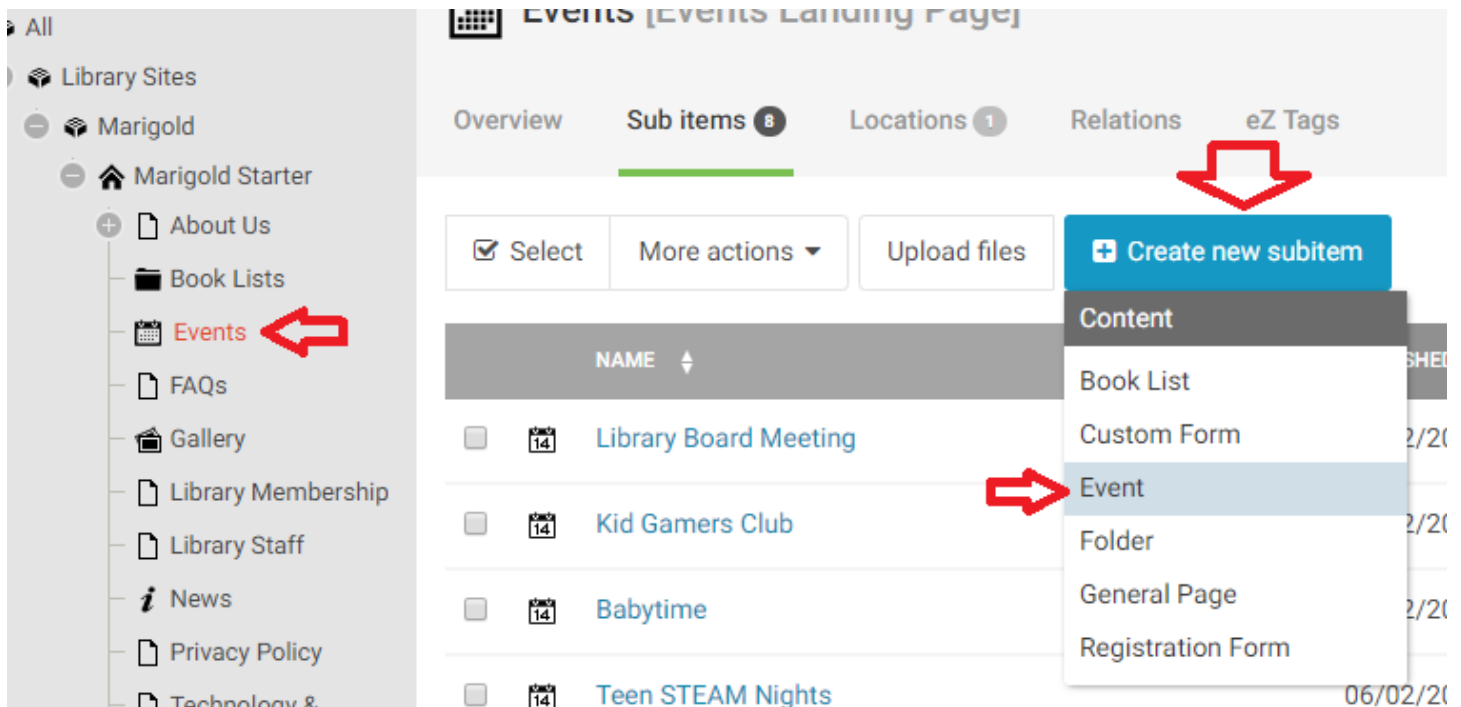 All
Library Sites
Marigold
Marigold Starter
About Us
Book Lists
Events
FAQs
Gallery
Library Membership
Library Staff
News
Privacy Policy
Technology &
Events [Events Landing Page]
Overview Sub items 8 Locations 1 Relations eZ Tags
Select More actions Upload files Create new subitem
Content
Book List
Custom Form
Event
Folder
General Page
Registration Form
NAME
Library Board Meeting
Kid Gamers Club
Babytime
14 Teen STEAM Nights 06/02/20